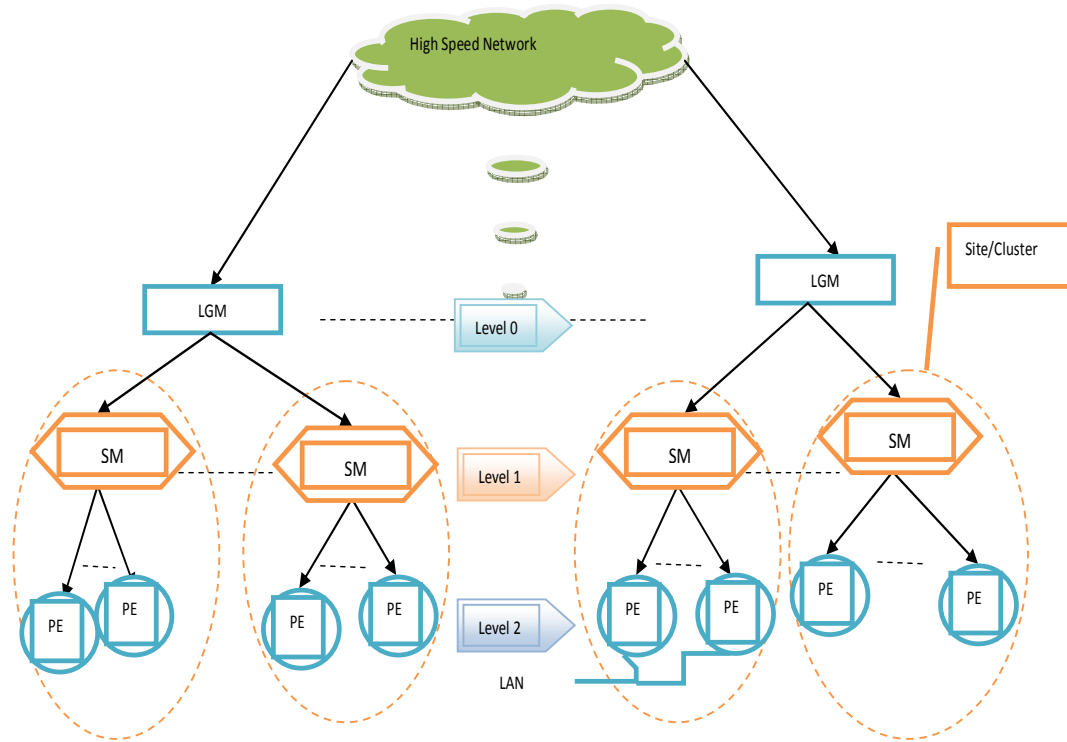 High Speed Network
Site/Cluster
LGM
LGM
Level 0
SM
SM
SM
SM
Level 1
PE
PE
PE
PE
PE
PE
PE
PE
Level 2
LAN